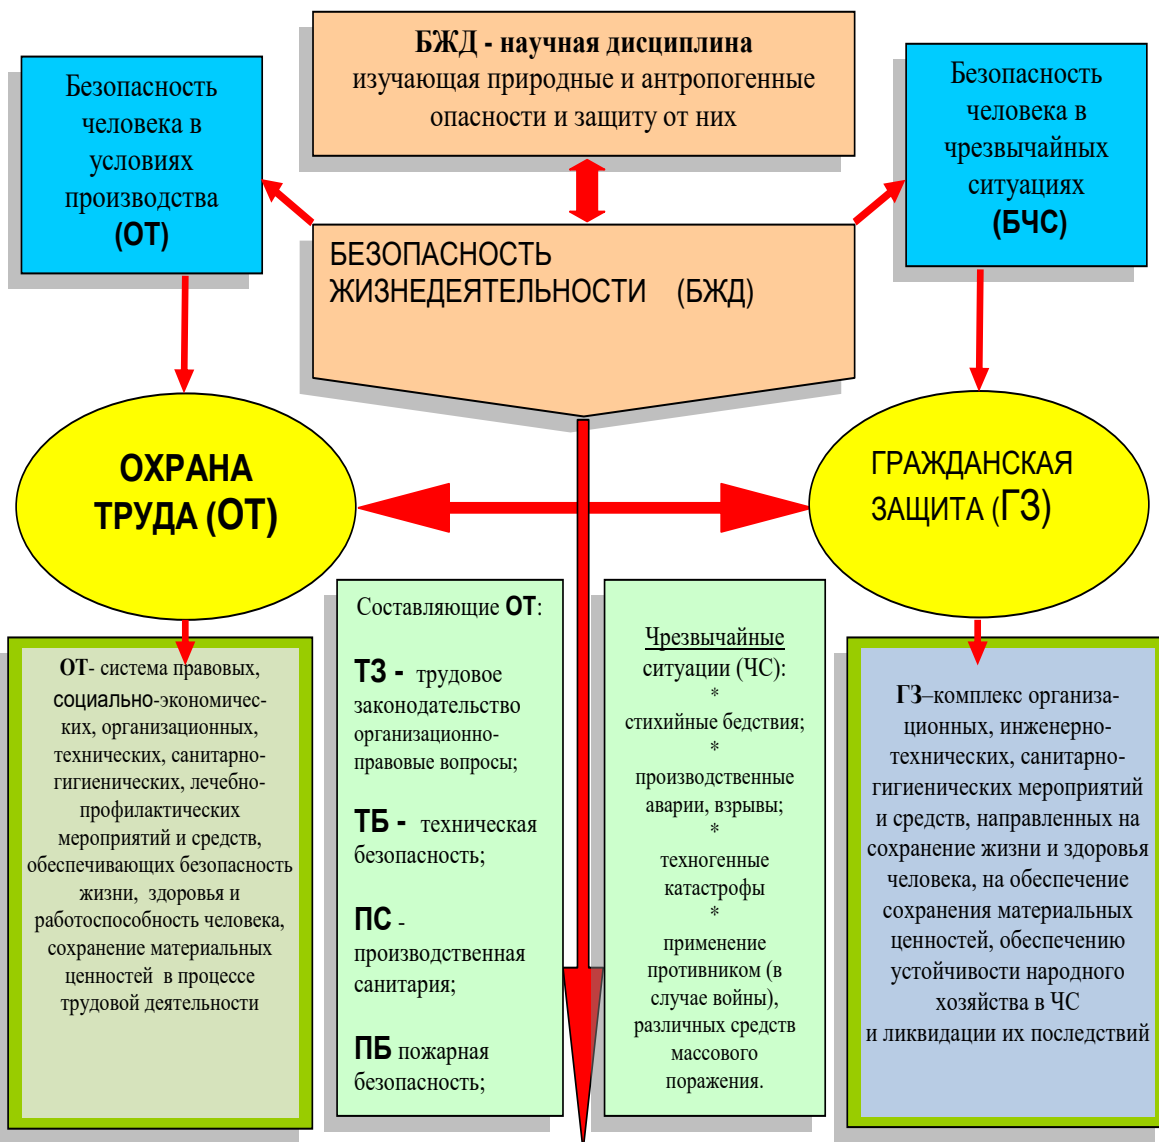 БЖД - научная дисциплина
изучающая природные и антропогенные
опасности и защиту от них
Безопасность
человека в
условиях
производства
(ОТ)
Безопасность
человека в
чрезвычайных
ситуациях
(БЧС)
БЕЗОПАСНОСТЬ
ЖИЗНЕДЕЯТЕЛЬНОСТИ (БЖД)
ОХРАНА
ТРУДА (ОТ)
ГРАЖДАНСКАЯ
ЗАЩИТА (ГЗ)
ОТ- система правовых,
социально-экономичес-
ких, организационных,
технических, санитарно-
гигиенических, лечебно-
профилактических
мероприятий и средств,
обеспечивающих безопасность
жизни, здоровья и
работоспособность человека,
сохранение материальных
ценностей в процессе
трудовой деятельности
Составляющие ОТ:
ТЗ - трудовое
законодательство
организационно-
правовые вопросы;
ТБ - техническая
безопасность;
ПС -
производственная
санитария;
ПБ пожарная
безопасность;
Чрезвычайные
ситуации (ЧС):
*
стихийные бедствия;
*
производственные
аварии, взрывы;
*
техногенные
катастрофы
*
применение
противником (в
случае войны),
различных средств
массового
поражения.
ГЗ–комплекс организа-
ционных, инженерно-
технических, санитарно-
гигиенических мероприятий
и средств, направленных на
сохранение жизни и здоровья
человека, на обеспечение
сохранения материальных
ценностей, обеспечению
устойчивости народного
хозяйства в ЧС
и ликвидации их последствий